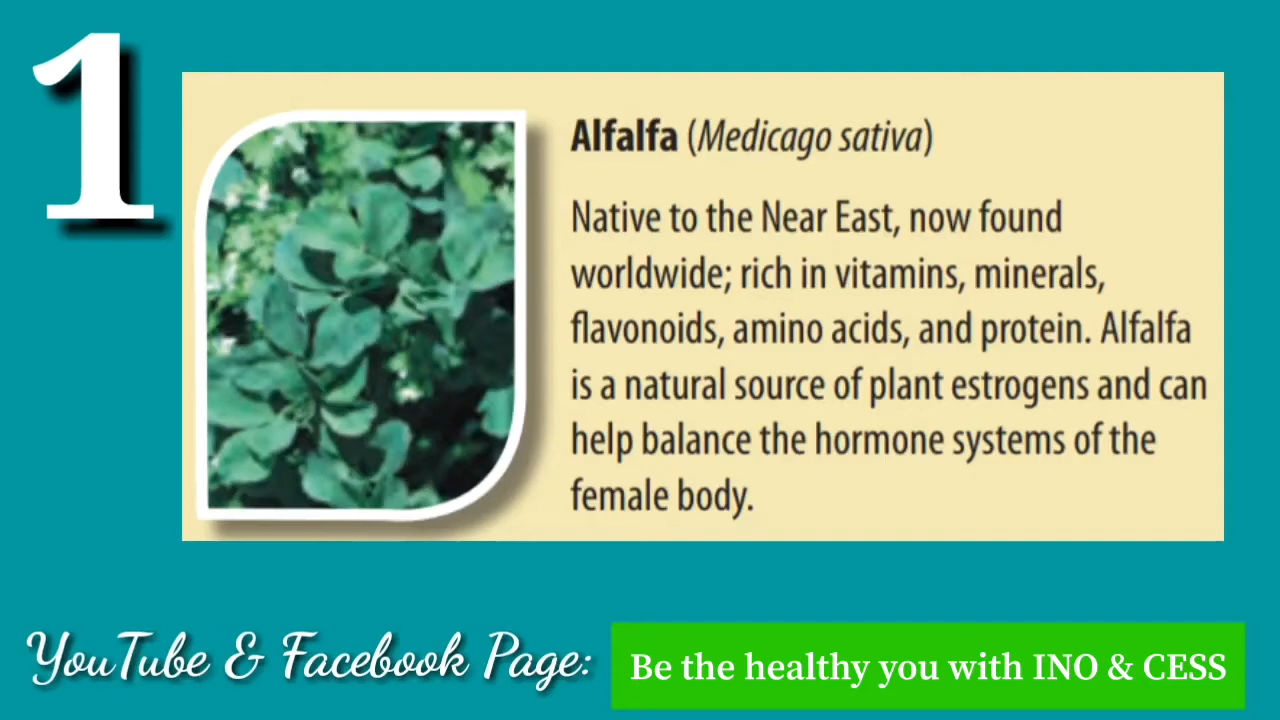 1
Alfalfa (Medicago sativa)
Native to the Near East, now found
worldwide; rich in vitamins, minerals,
flavonoids, amino acids, and protein. Alfalfa
is a natural source of plant estrogens and can
help balance the hormone systems of the
female body.
YouTube & Facebook Page: Be the healthy you with INO & CESS